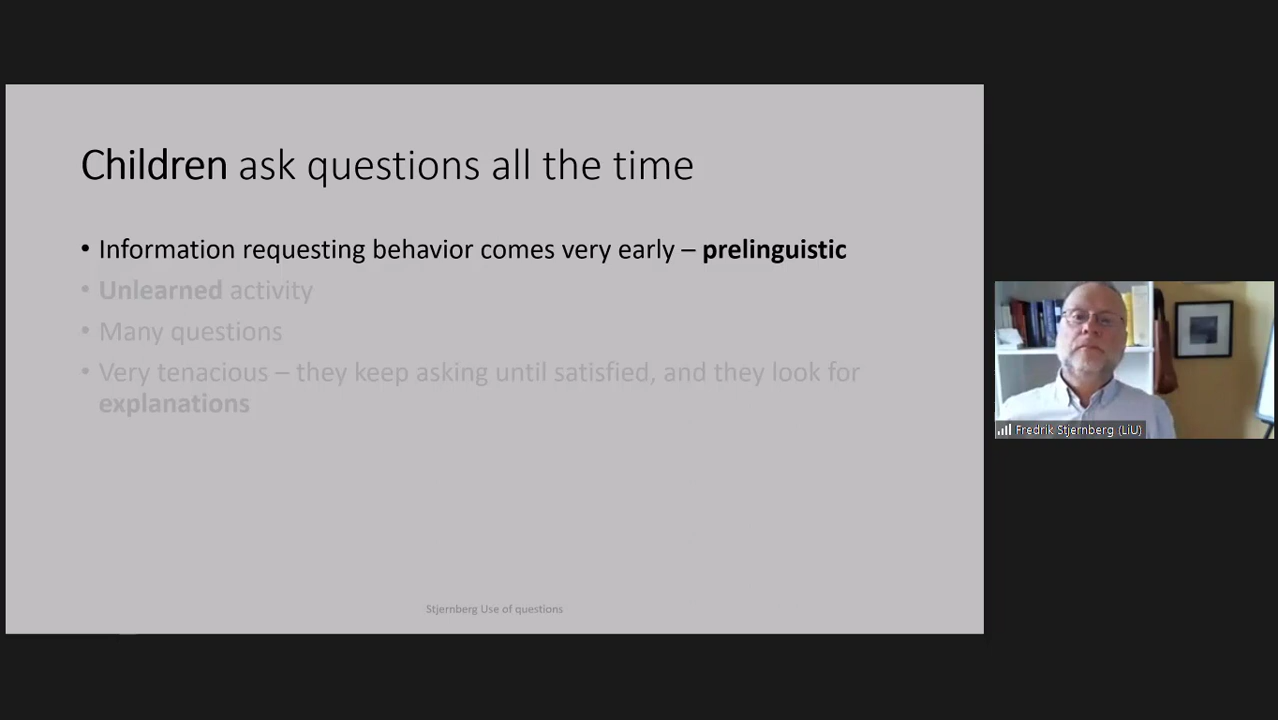 Children ask questions all the time
• Information requesting behavior comes very early – prelinguistic
• Unlearned activity
• Many questions
• Very tenacious – they keep asking until satisfied, and they look for
explanations
Fredrik Stjernberg (LiU)
Stjernberg Use of questions